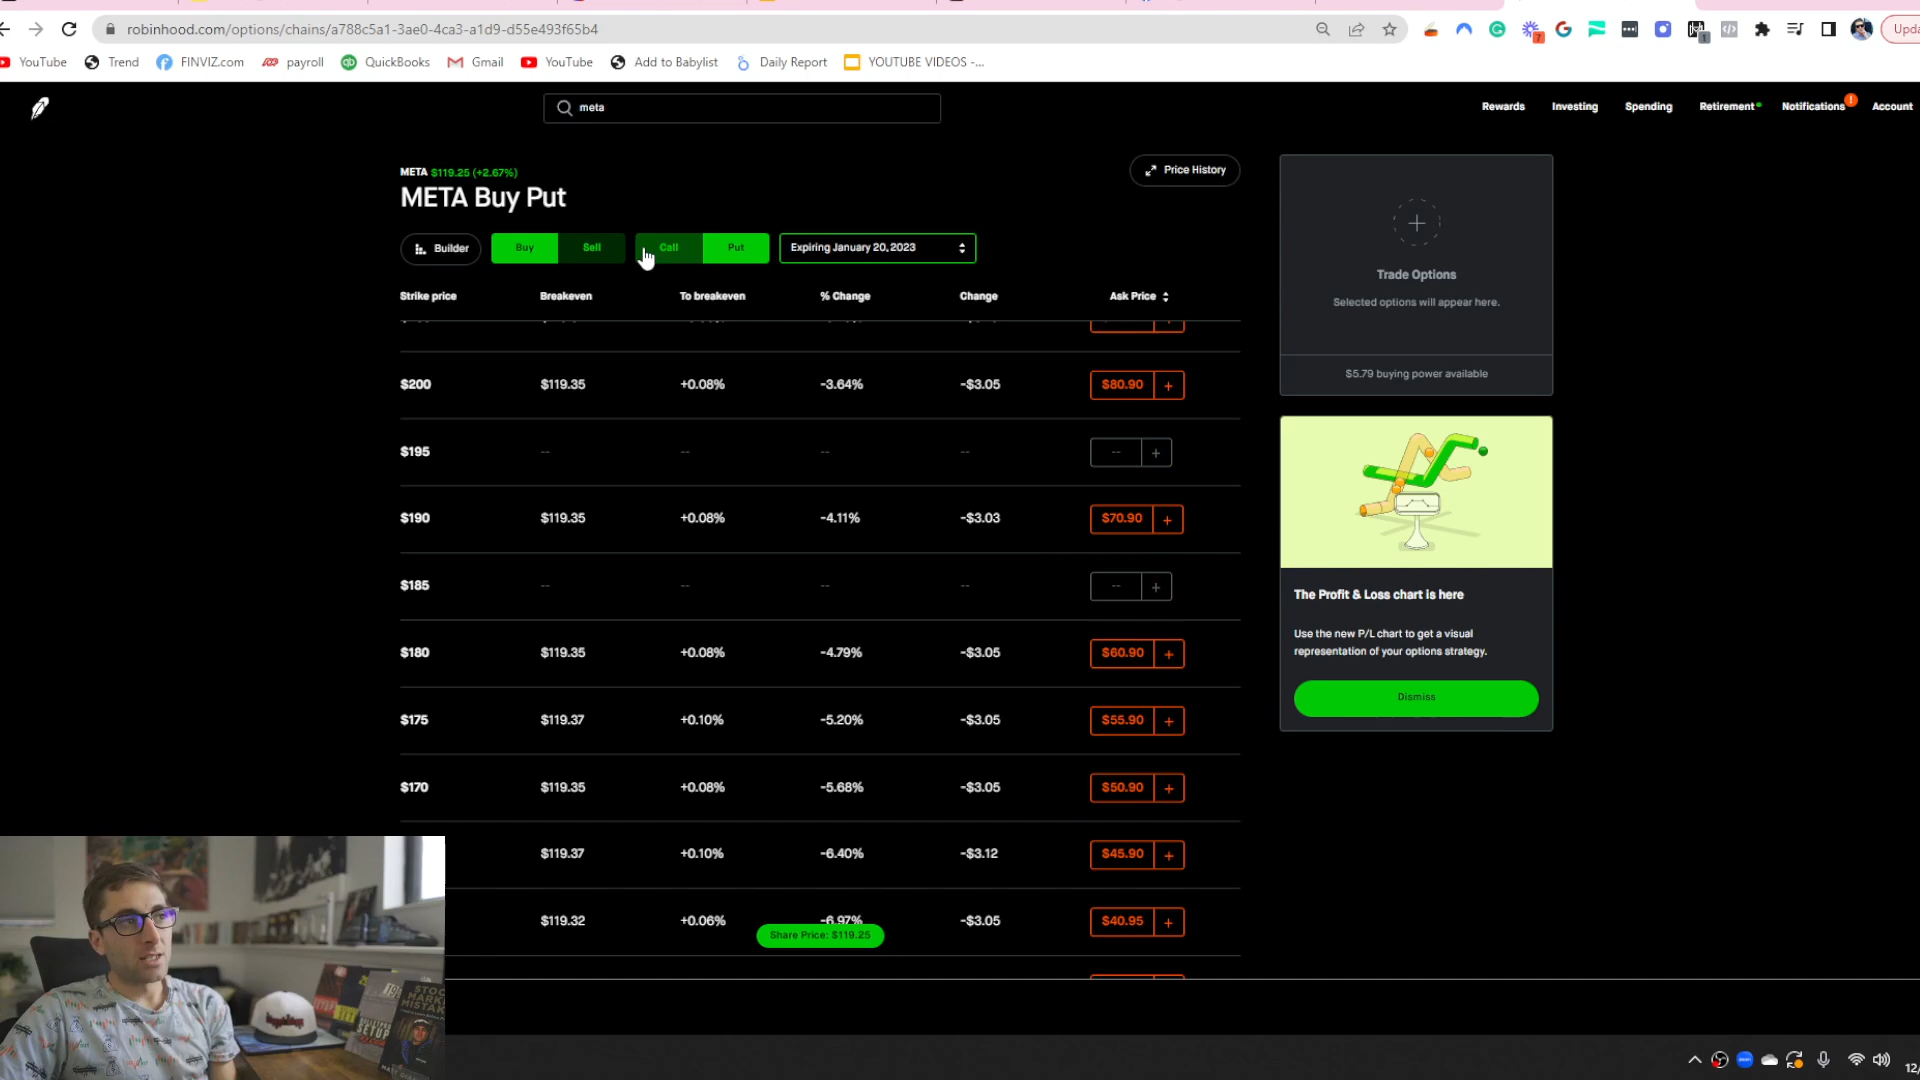 robinhood.com/options/chains/a788c5a1-3ae0-4ca3-a1d9-d55e493f65b4
7
1
Upda
YouTube Trend FINVIZ.com payroll QuickBooks Gmail YouTube Add to Babylist Daily Report YOUTUBE VIDEOS -...
meta
Rewards Investing Spending Retirement Notifications Account
META $119.25 (+2.67%)
META Buy Put
Price History
Builder Buy Sell Call Put Expiring January 20, 2023
Strike price Breakeven To breakeven % Change Change Ask Price
$200 $119.35 +0.08% -3.64% -$3.05 $80.90 +
$195 -- -- -- -- -- +
$190 $119.35 +0.08% -4.11% -$3.03 $70.90 +
$185 -- -- -- -- -- +
$180 $119.35 +0.08% -4.79% -$3.05 $60.90 +
$175 $119.37 +0.10% -5.20% -$3.05 $55.90 +
$170 $119.35 +0.08% -5.68% -$3.05 $50.90 +
$119.37 +0.10% -6.40% -$3.12 $45.90 +
$119.32 +0.06% -6.97% -$3.05 $40.95 +
Share Price: $119.25
Trade Options
Selected options will appear here.
$5.79 buying power available
The Profit & Loss chart is here
Use the new P/L chart to get a visual
representation of your options strategy.
Dismiss
STOCK
MARKET
MISTAKES
SETUP
12/